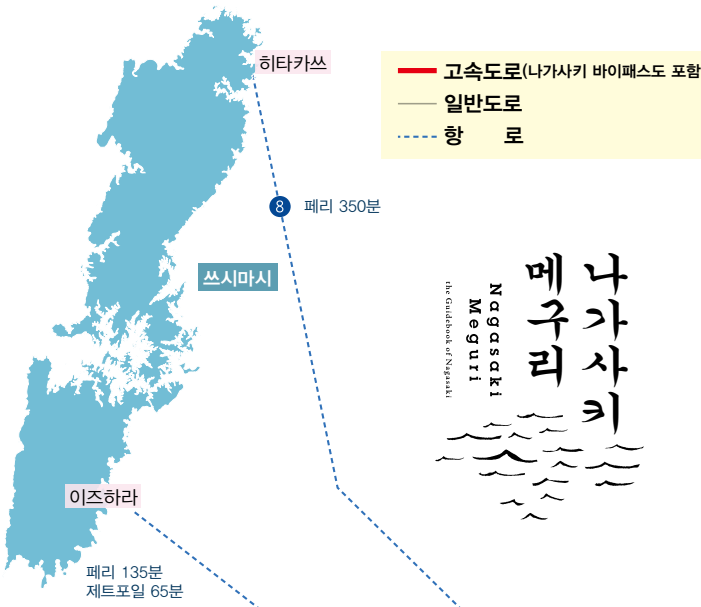 히타카쓰
고속도로(나가사키 바이패스도 포함
일반도로
항 로
8
페리 350분
쓰시마시
나가사키
메구리
Nagasaki
Meguri
the Guidebook of Nagasaki
이즈하라
페리 135분
제트포일 65분